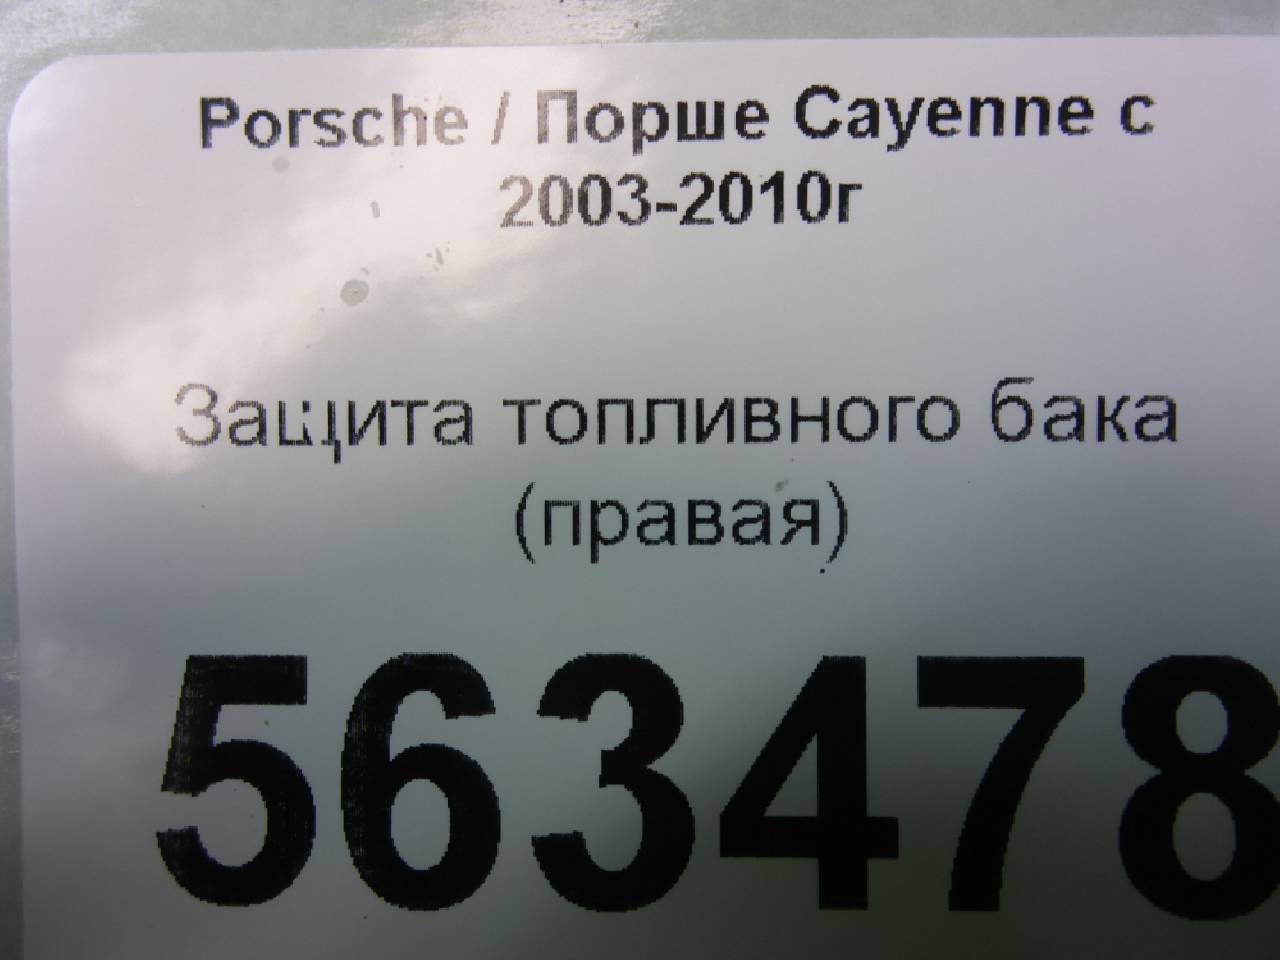 Porsche / Порше Cayenne с
2003-2010г
Защита топливного бака
(правая)
563478